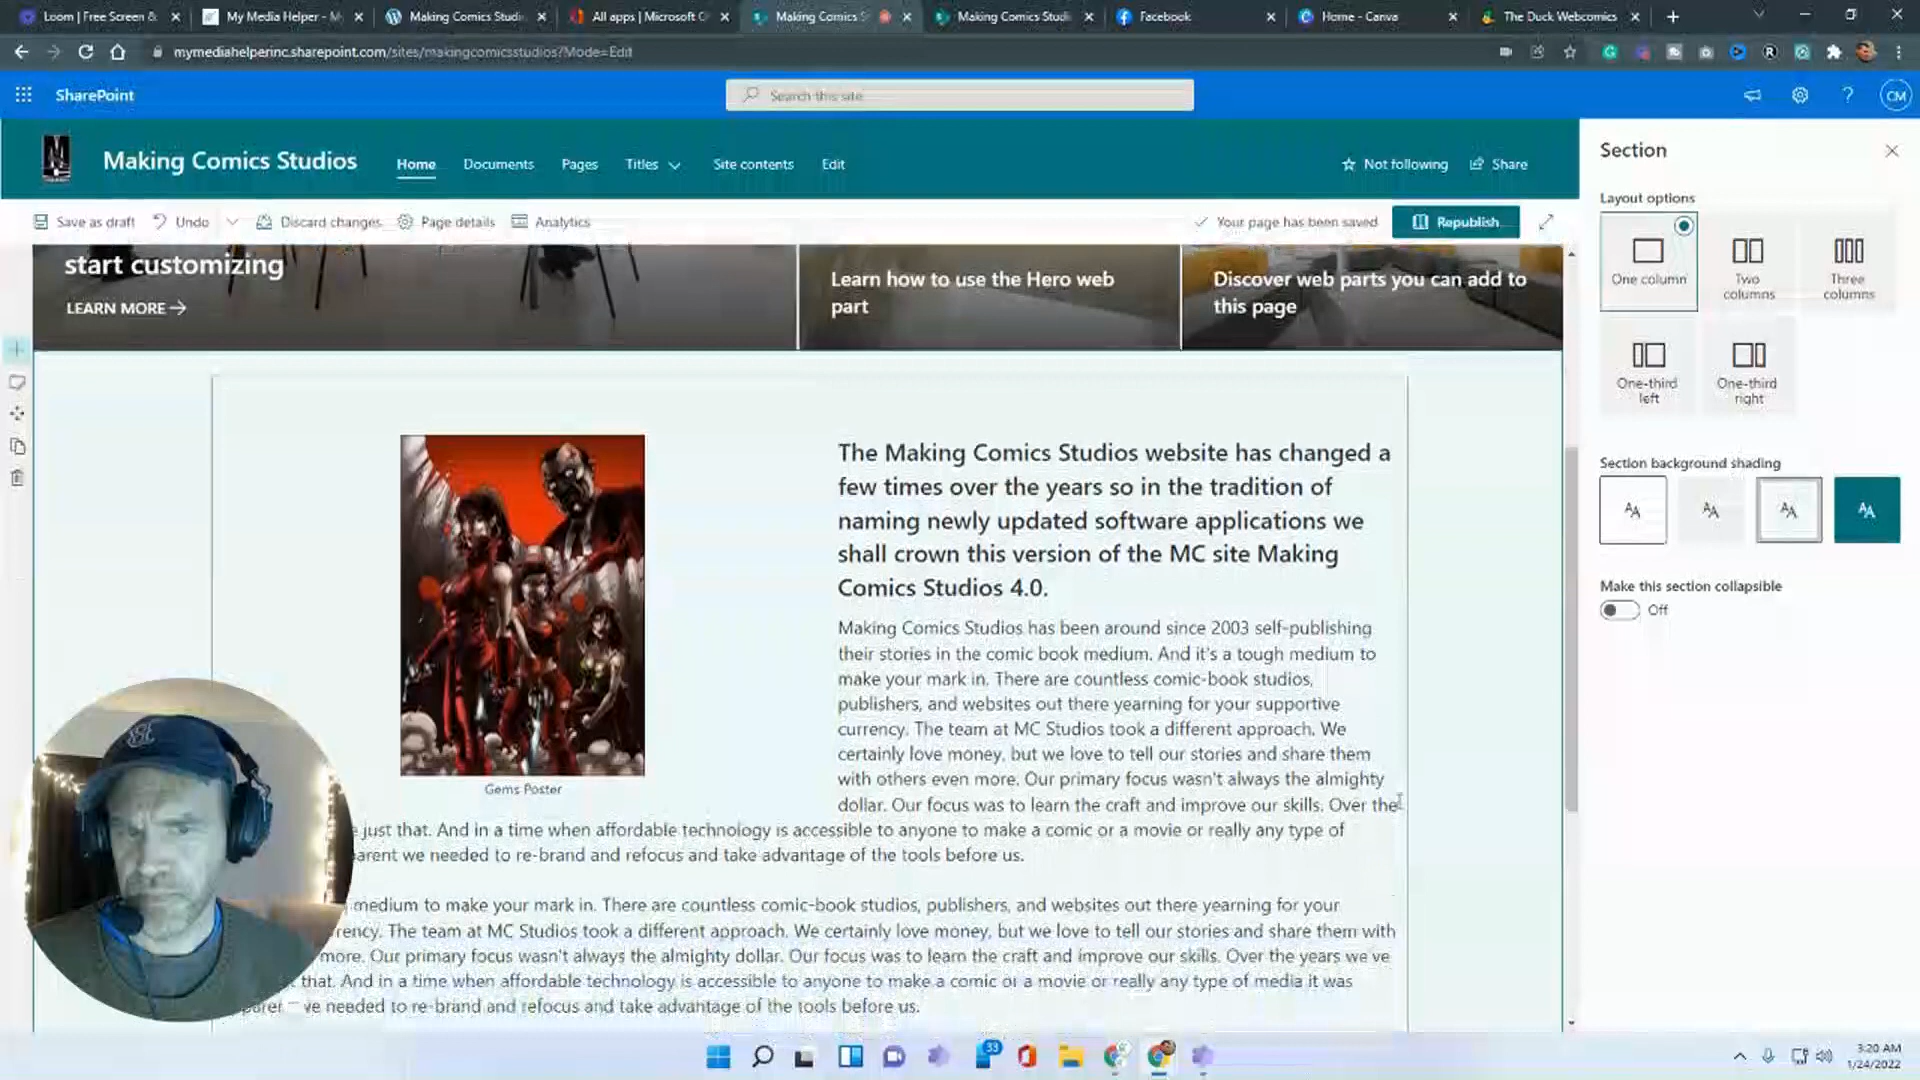 Loom | Free Screen &
My Media Helper - M
Making Comics Studi
All apps | Microsoft O
Making Comics S
Making Comics Studi
Facebook
Home - Canva
The Duck Webcomics
mymediahelperinc.sharepoint.com/sites/makingcomicsstudios?Mode=Edit
SharePoint
Search this site
CM
Making Comics Studios
Home
Documents
Pages
Titles
Site contents
Edit
Not following
Share
Save as draft
Undo
Discard changes
Page details
Analytics
Your page has been saved
Republish
start customizing
LEARN MORE
Learn how to use the Hero web
part
Discover web parts you can add to
this page
The Making Comics Studios website has changed a
few times over the years so in the tradition of
naming newly updated software applications we
shall crown this version of the MC site Making
Comics Studios 4.0.
Making Comics Studios has been around since 2003 self-publishing
their stories in the comic book medium. And it's a tough medium to
make your mark in. There are countless comic-book studios,
publishers, and websites out there yearning for your supportive
currency. The team at MC Studios took a different approach. We
certainly love money, but we love to tell our stories and share them
with others even more. Our primary focus wasn't always the almighty
dollar. Our focus was to learn the craft and improve our skills. Over the
Gems Poster
just that. And in a time when affordable technology is accessible to anyone to make a comic or a movie or really any type of
parent we needed to re-brand and refocus and take advantage of the tools before us.
medium to make your mark in. There are countless comic-book studios, publishers, and websites out there yearning for your
rency. The team at MC Studios took a different approach. We certainly love money, but we love to tell our stories and share them with
more. Our primary focus wasn't always the almighty dollar. Our focus was to learn the craft and improve our skills. Over the years we've
that. And in a time when affordable technology is accessible to anyone to make a comic or a movie or really any type of media it was
parent ve needed to re-brand and refocus and take advantage of the tools before us.
Section
Layout options
One column
Two
columns
Three
columns
One-third
left
One-third
right
Section background shading
Make this section collapsible
Off
33
3:20 AM
1/24/2022